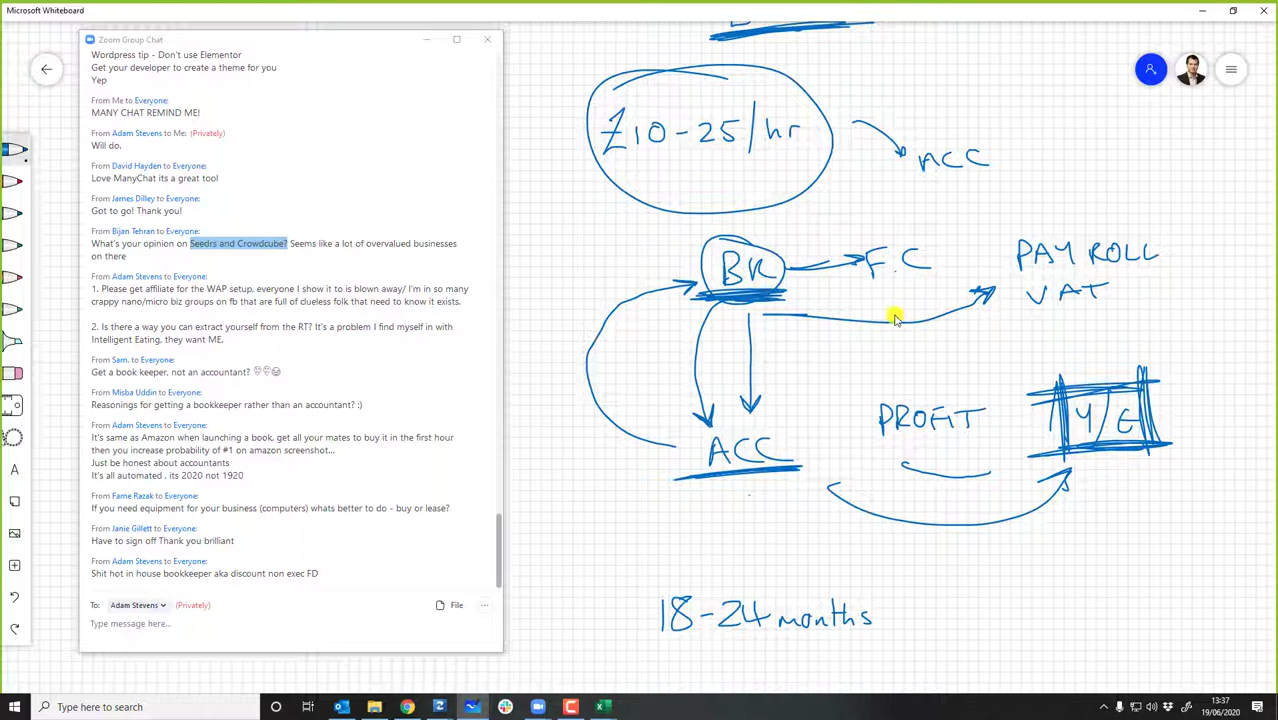 Microsoft Whiteboard
Zoom Group Chat
Wordpress tip - Don't use Elementor
Get your developer to create a theme for you
Yep
From Me to Everyone:
MANY CHAT REMIND ME!
From Adam Stevens to Me: (Privately)
Will do.
From David Hayden to Everyone:
Love ManyChat its a great tool
From James Dilley to Everyone:
Got to go! Thank you!
From Bijan Tehran to Everyone:
What's your opinion on Seedrs and Crowdcube? Seems like a lot of overvalued businesses
on there
From Adam Stevens to Everyone:
1. Please get affiliate for the WAP setup, everyone I show it to is blown away/ I'm in so many
crappy nano/micro biz groups on fb that are full of clueless folk that need to know it exists.
2. Is there a way you can extract yourself from the RT? It's a problem I find myself in with
Intelligent Eating, they want ME.
From Sam. to Everyone:
Get a book keeper. not an accountant?
From Misba Uddin to Everyone:
Reasonings for getting a bookkeeper rather than an accountant? :)
From Adam Stevens to Everyone:
It's same as Amazon when launching a book, get all your mates to buy it in the first hour
then you increase probability of #1 on amazon screenshot...
Just be honest about accountants
It's all automated , its 2020 not 1920
From Fame Razak to Everyone:
If you need equipment for your business (computers) whats better to do - buy or lease?
From Janie Gillett to Everyone:
Have to sign off Thank you brilliant
From Adam Stevens to Everyone:
Shit hot in house bookkeeper aka discount non exec FD
To: Adam Stevens (Privately)
File
Type message here...
£10-25/hr
ACC
BK
F.C
PAYROLL
VAT
ACC
PROFIT
Y/E
18-24 months
A
Type here to search
13:37
19/06/2020